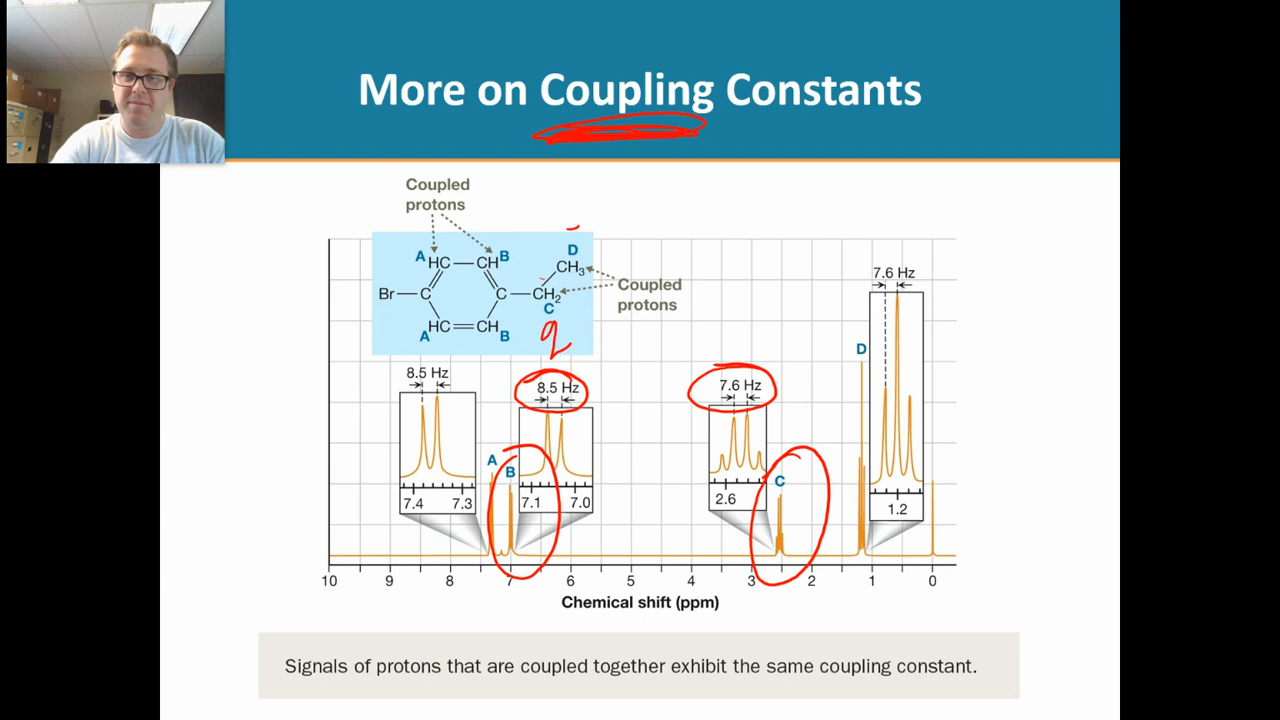 More on Coupling Constants
Coupled
protons
A HC CH B
D
CH3
Br C C CH2
C
A HC CH B
q
Coupled
protons
7.6 Hz
8.5 Hz
8.5 Hz
7.6 Hz
D
A
B
C
7.4 7.3
7.1 7.0
2.6
1.2
10 9 8 7 6 5 4 3 2 1 0
Chemical shift (ppm)
Signals of protons that are coupled together exhibit the same coupling constant.